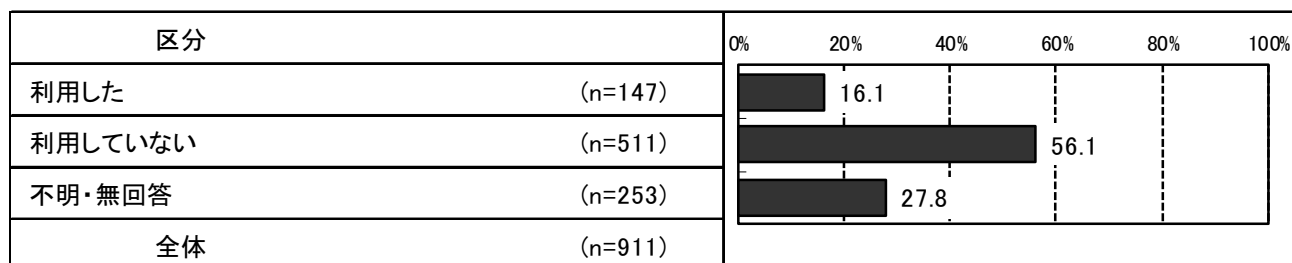 区分 0% 20% 40% 60% 80% 100%
利用した (n=147) 16.1
利用していない (n=511) 56.1
不明・無回答 (n=253) 27.8
全体 (n=911)